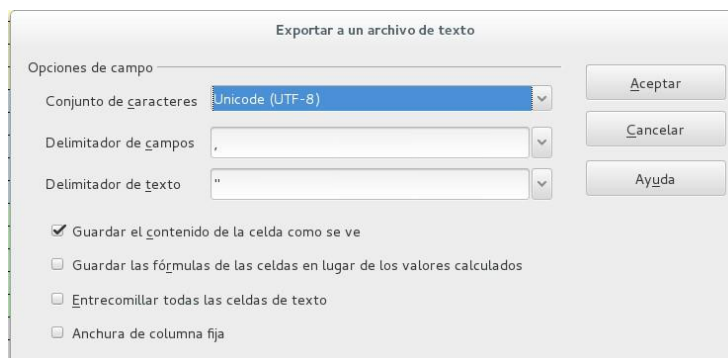 Exportar a un archivo de texto
Opciones de campo
Conjunto de caracteres Unicode (UTF-8)
Delimitador de campos ,
Delimitador de texto "
Guardar el contenido de la celda como se ve
Guardar las fórmulas de las celdas en lugar de los valores calculados
Entrecomillar todas las celdas de texto
Anchura de columna fija
Aceptar
Cancelar
Ayuda